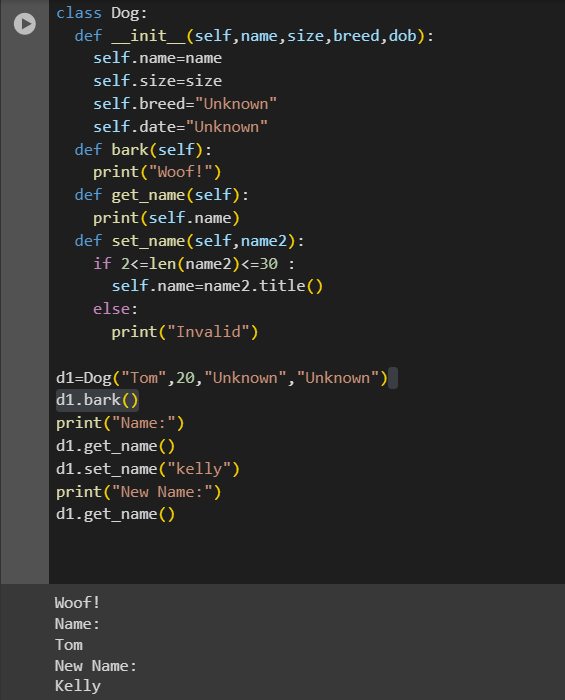 class Dog:
  def __init__(self,name,size,breed,dob):
    self.name=name
    self.size=size
    self.breed="Unknown"
    self.date="Unknown"
  def bark(self):
    print("Woof!")
  def get_name(self):
    print(self.name)
  def set_name(self,name2):
    if 2<=len(name2)<=30 :
      self.name=name2.title()
    else:
      print("Invalid")

d1=Dog("Tom",20,"Unknown","Unknown")
d1.bark()
print("Name:")
d1.get_name()
d1.set_name("kelly")
print("New Name:")
d1.get_name()

Woof!
Name:
Tom
New Name:
Kelly